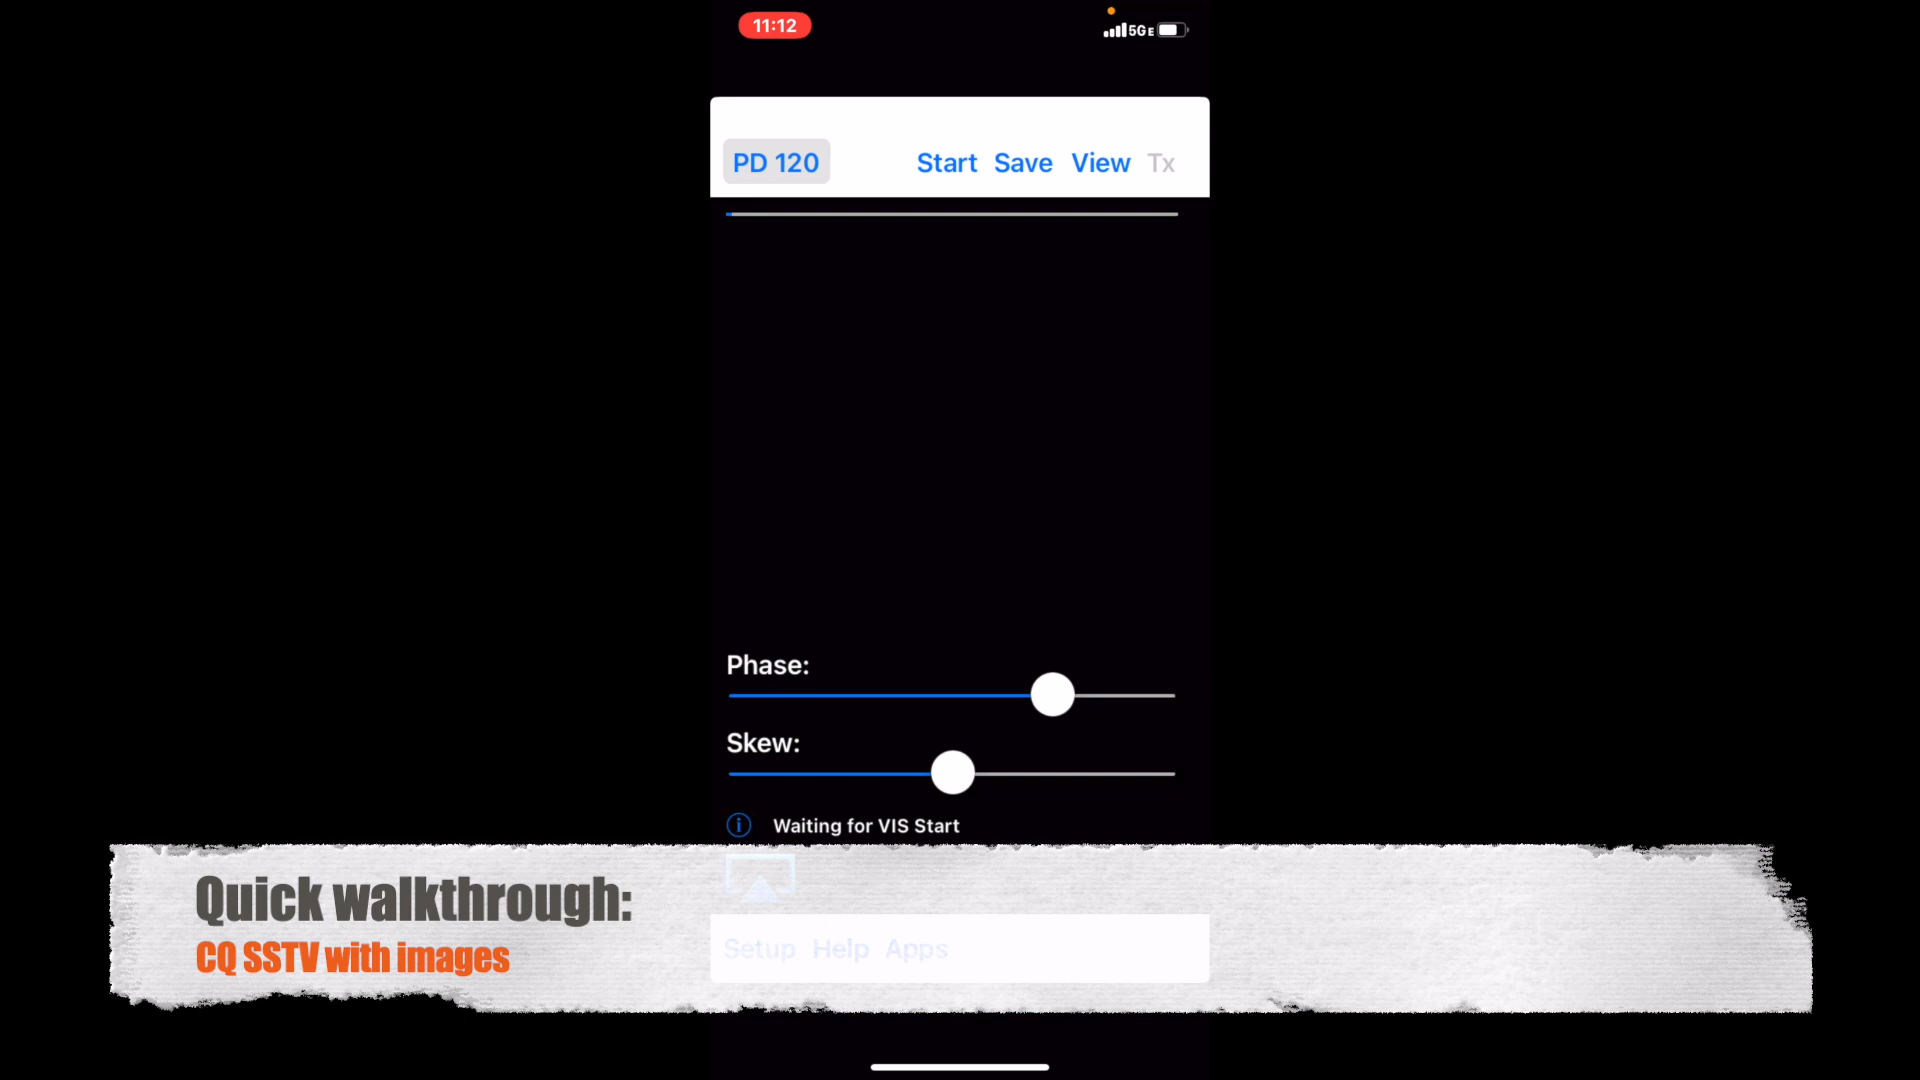 11:12
5GE
PD 120 Start Save View Tx
Phase:
Skew:
Waiting for VIS Start
Quick walkthrough:
CQ SSTV with images
Setup Help Apps